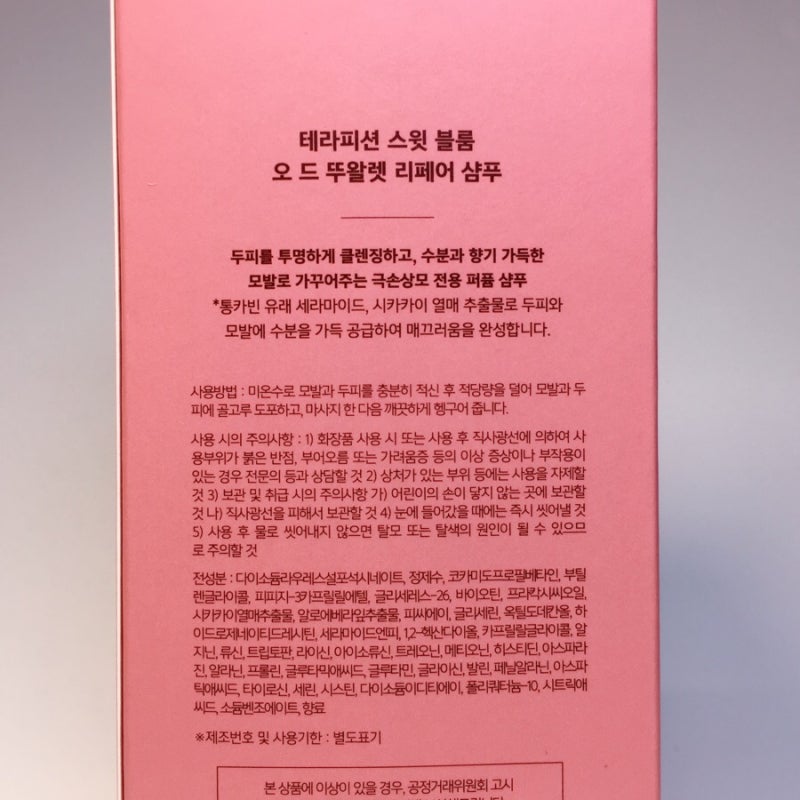 테라피션 스윗 블룸
오 드 뚜왈렛 리페어 샴푸
두피를 투명하게 클렌징하고, 수분과 향기 가득한
모발로 가꾸어주는 극손상모 전용 퍼퓸 샴푸
*통카빈 유래 세라마이드, 시카카이 열매 추출물로 두피와
모발에 수분을 가득 공급하여 매끄러움을 완성합니다.
사용방법 : 미온수로 모발과 두피를 충분히 적신 후 적당량을 덜어 모발과 두
피에 골고루 도포하고, 마사지 한 다음 깨끗하게 헹구어 줍니다.
사용 시의 주의사항 : 1) 화장품 사용 시 또는 사용 후 직사광선에 의하여 사
용부위가 붉은 반점, 부어오름 또는 가려움증 등의 이상 증상이나 부작용이
있는 경우 전문의 등과 상담할 것 2) 상처가 있는 부위 등에는 사용을 자제할
것 3) 보관 및 취급 시의 주의사항 가) 어린이의 손이 닿지 않는 곳에 보관할
것 나) 직사광선을 피해서 보관할 것 4) 눈에 들어갔을 때에는 즉시 씻어낼 것
5) 사용 후 물로 씻어내지 않으면 탈모 또는 탈색의 원인이 될 수 있으므
로 주의할 것
전성분 : 다이소듐라우레스설포석시네이트, 정제수, 코카미도프로필베타인, 부틸
렌글라이콜, 피피지-3카프릴릴에텔, 글리세레스-26, 바이오틴, 프라칵시씨오일,
시카카이열매추출물, 알로에베라잎추출물, 피씨에이, 글리세린, 옥틸도데칸올, 하
이드로제네이티드레시틴, 세라마이드엔피, 1,2-헥산다이올, 카프릴릴글라이콜, 알
지닌, 류신, 트립토판, 라이신, 아이소류신, 트레오닌, 메티오닌, 히스티딘, 아스파라
진, 알라닌, 프롤린, 글루타믹애씨드, 글루타민, 글라이신, 발린, 페닐알라닌, 아스파
틱애씨드, 타이로신, 세린, 시스틴, 다이소듐이디티에이, 폴리쿼터늄-10, 시트릭애
씨드, 소듐벤조에이트, 향료
※제조번호 및 사용기한 : 별도표기
본 상품에 이상이 있을 경우, 공정거래위원회 고시